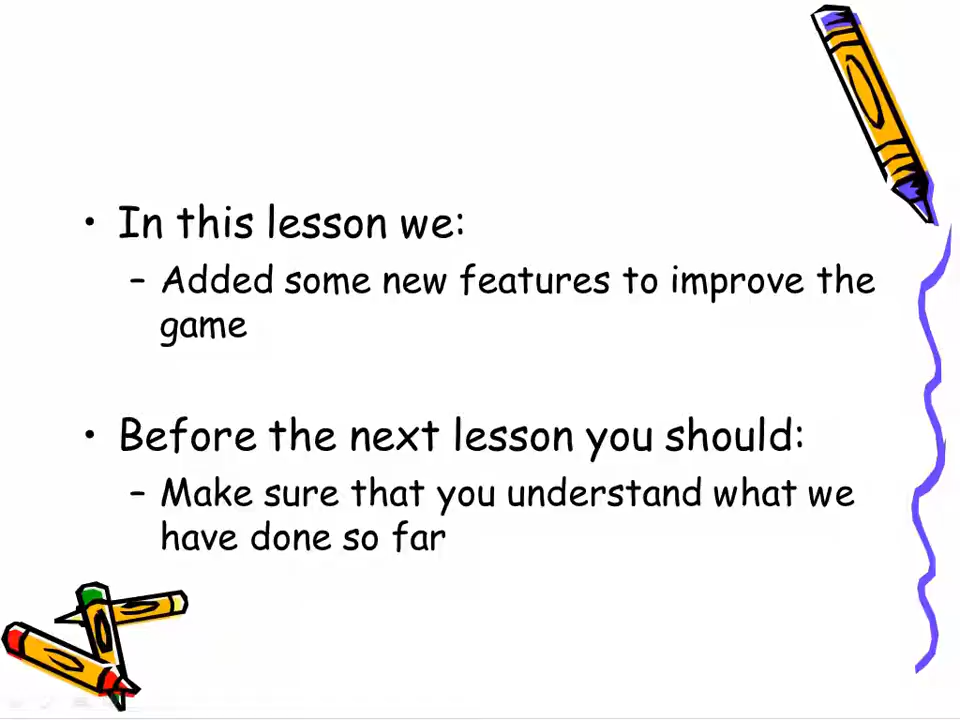 • In this lesson we:
– Added some new features to improve the
game
• Before the next lesson you should:
– Make sure that you understand what we
have done so far